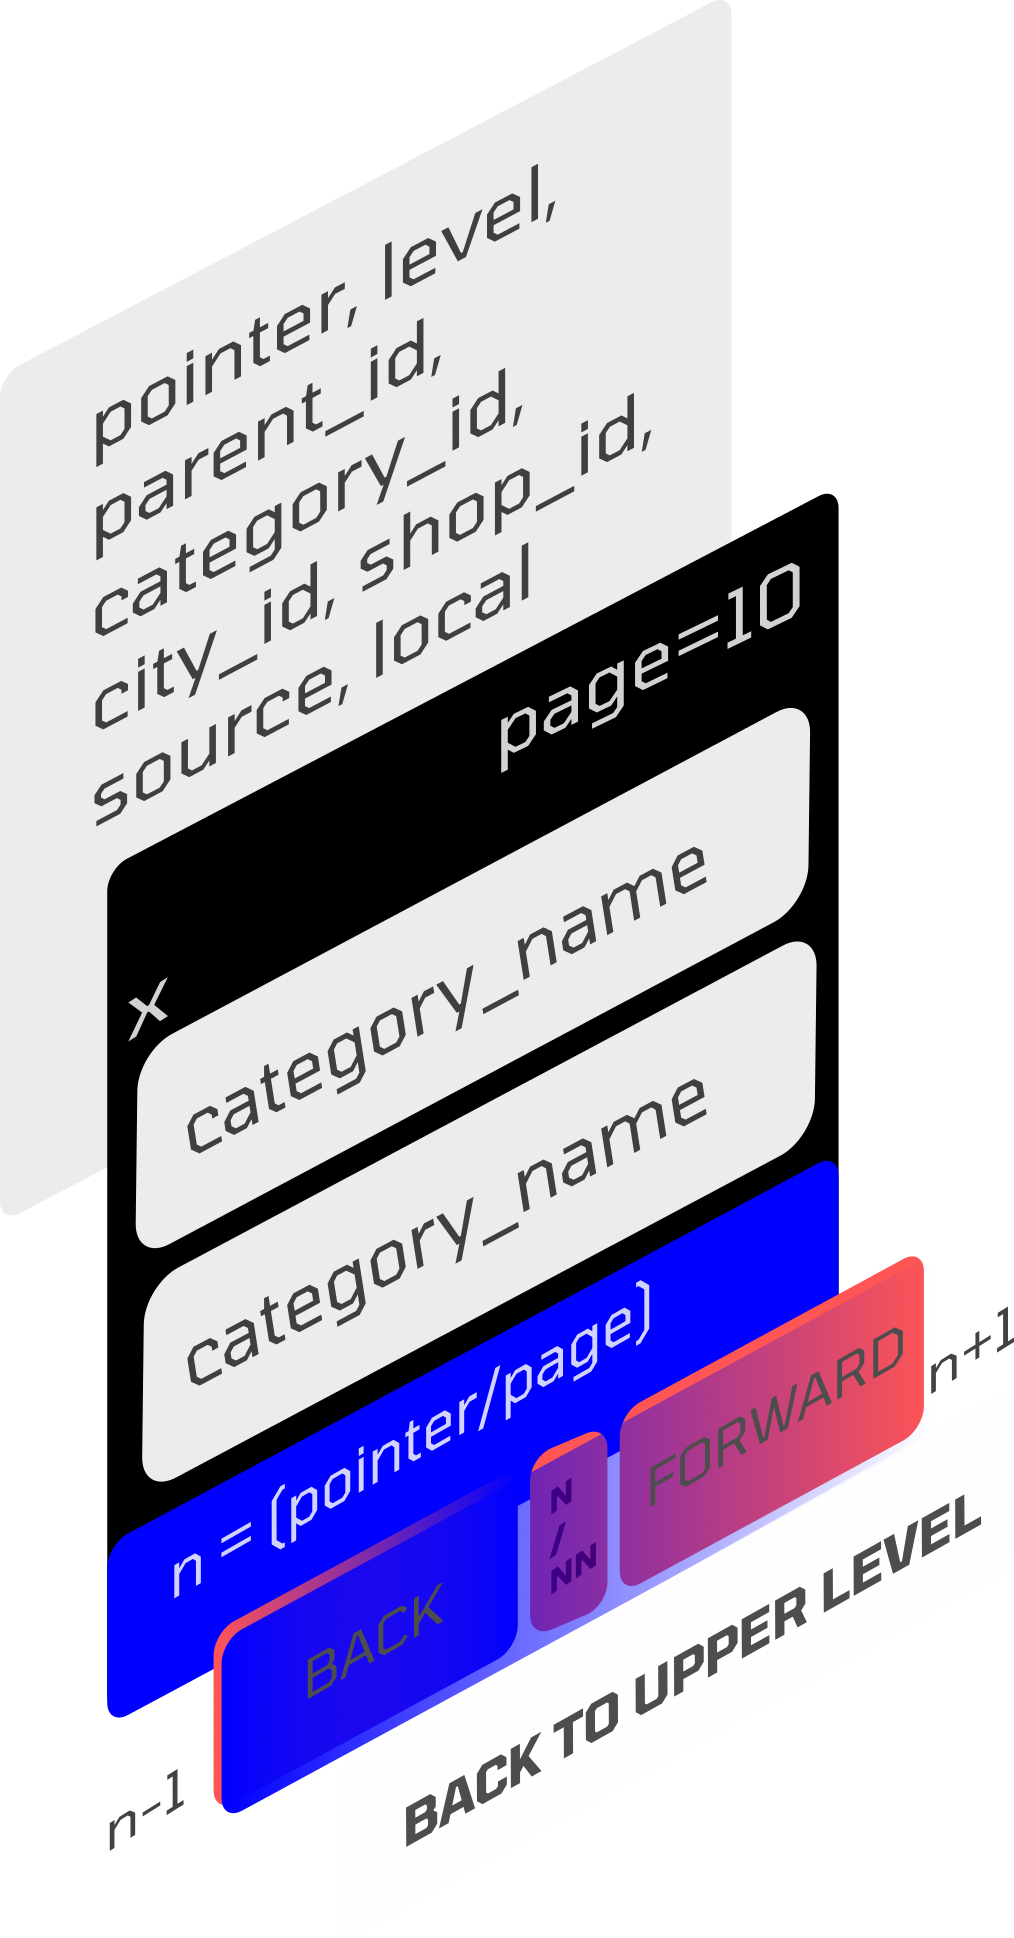 pointer, level,
parent_id,
category_id,
city_id, shop_id,
source, local
page=10
x
category_name
category_name
n = (pointer/page)
BACK
N
/
NN
FORWARD
n+1
n-1
BACK TO UPPER LEVEL